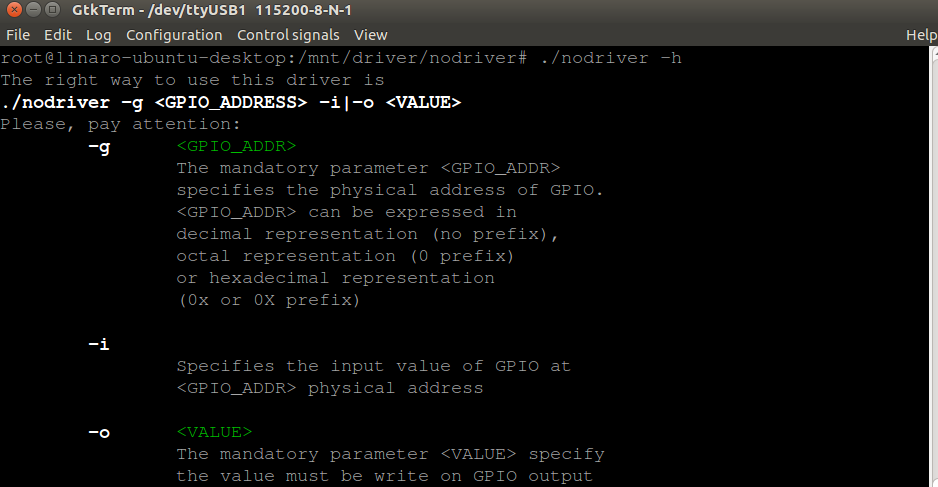 GtkTerm - /dev/ttyUSB1 115200-8-N-1
File Edit Log Configuration Control signals View Help
root@linaro-ubuntu-desktop:/mnt/driver/nodriver# ./nodriver -h
The right way to use this driver is
./nodriver -g <GPIO_ADDRESS> -i|-o <VALUE>
Please, pay attention:
-g <GPIO_ADDR>
The mandatory parameter <GPIO_ADDR>
specifies the physical address of GPIO.
<GPIO_ADDR> can be expressed in
decimal representation (no prefix),
octal representation (0 prefix)
or hexadecimal representation
(0x or 0X prefix)
-i
Specifies the input value of GPIO at
<GPIO_ADDR> physical address
-o <VALUE>
The mandatory parameter <VALUE> specify
the value must be write on GPIO output